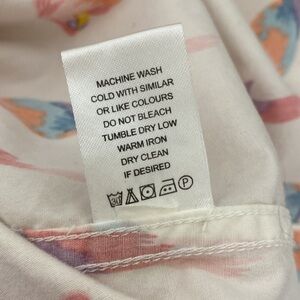 MACHINE WASH
COLD WITH SIMILAR
OR LIKE COLOURS
DO NOT BLEACH
TUMBLE DRY LOW
WARM IRON
DRY CLEAN
IF DESIRED
P